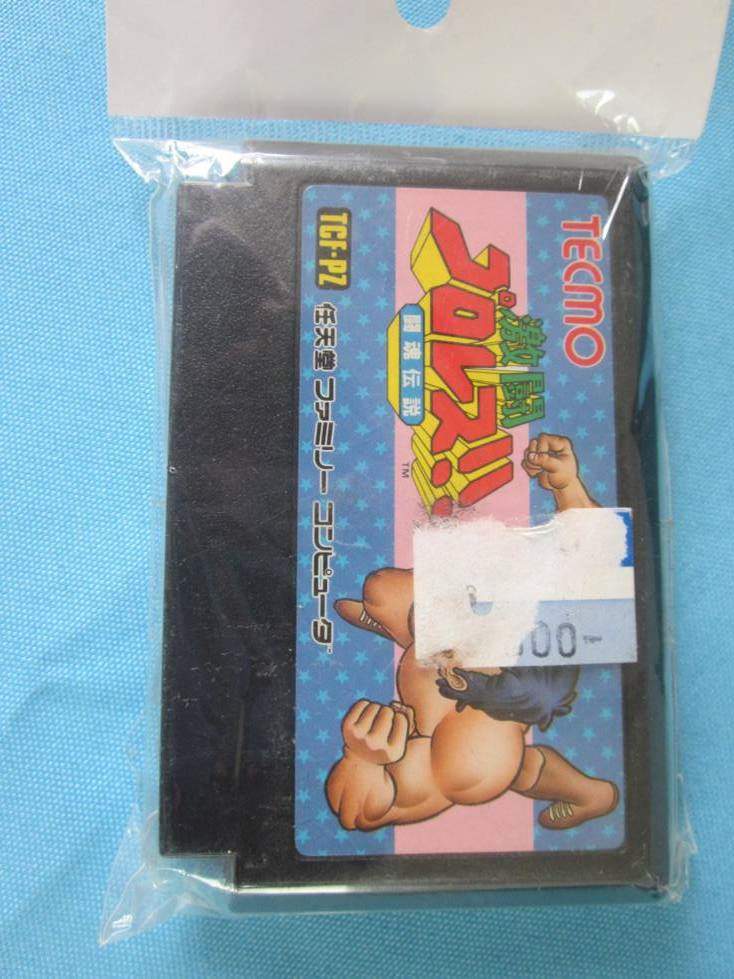 TECMO
激闘
プロレス!!
闘魂伝説
TM
TCF-PZ
任天堂 ファミリー コンピュータ